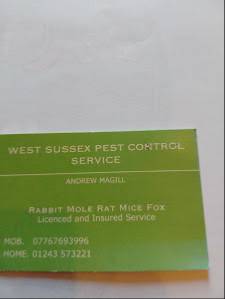 WEST SUSSEX PEST CONTROL
SERVICE
ANDREW MAGILL
RABBIT MOLE RAT MICE FOX
Licenced and Insured Service
MOB. 07767693996
HOME. 01243 573221